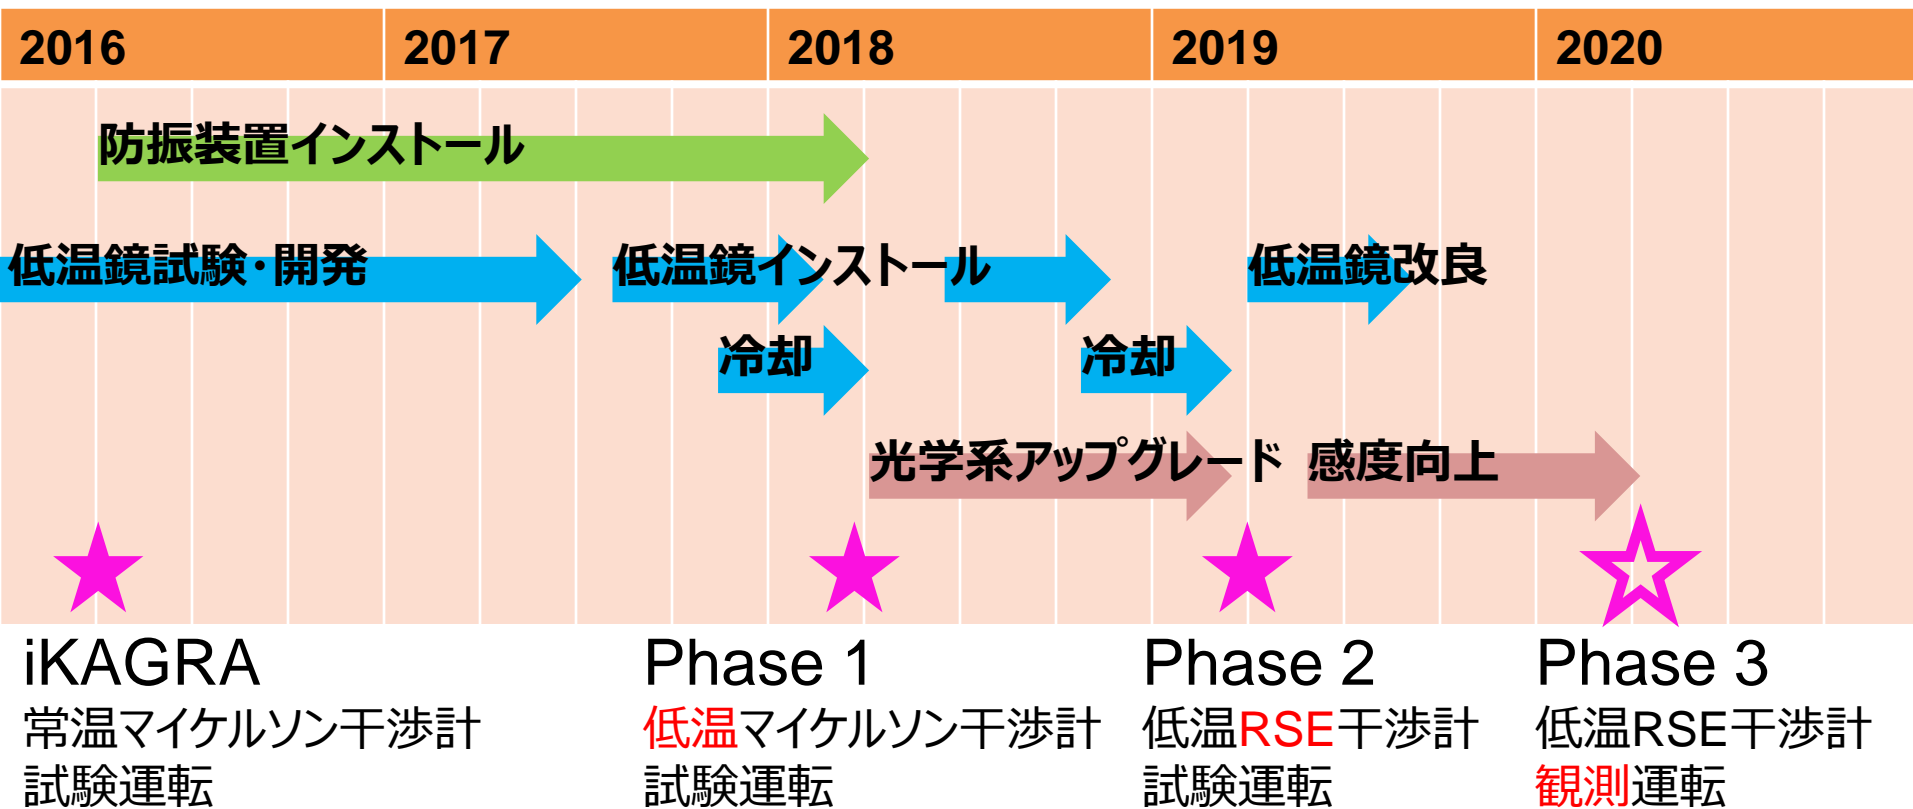 2016
2017
2018
2019
2020
防振装置インストール
低温鏡試験・開発
低温鏡インストール
低温鏡改良
冷却
冷却
光学系アップグレード
感度向上
iKAGRA
常温マイケルソン干渉計
試験運転
Phase 1
低温マイケルソン干渉計
試験運転
Phase 2
低温RSE干渉計
試験運転
Phase 3
低温RSE干渉計
観測運転